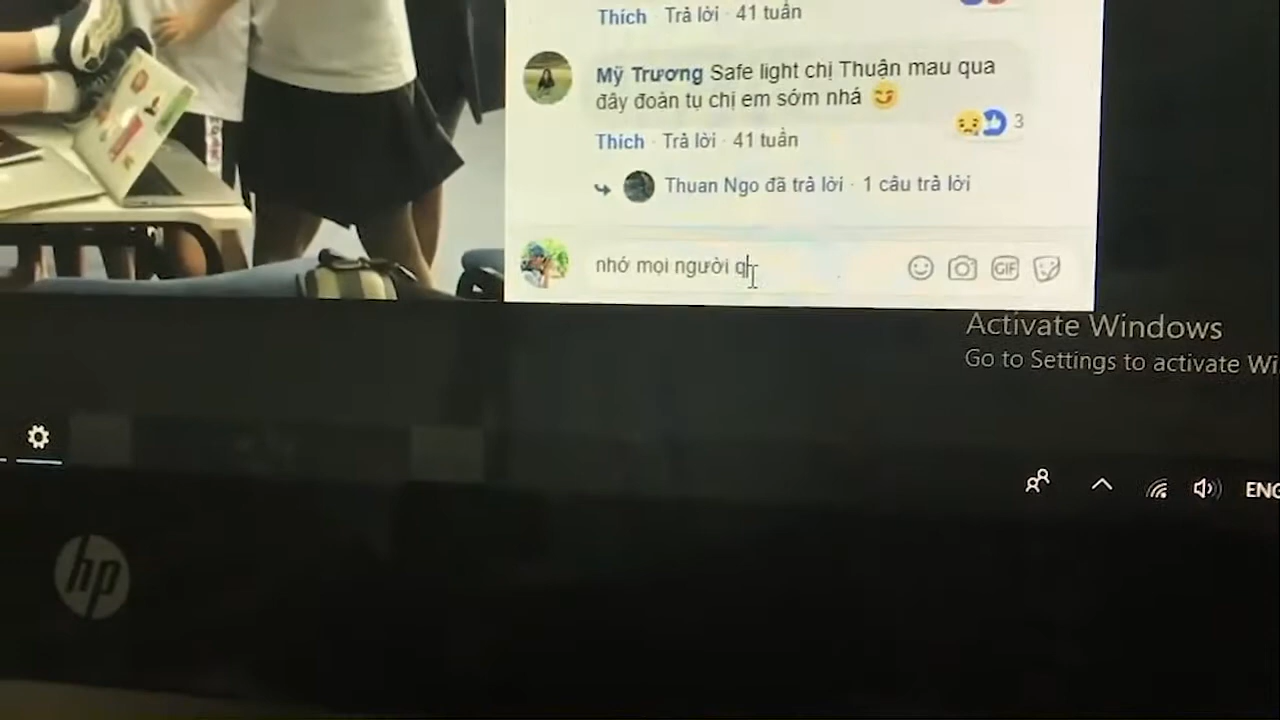 Thích · Trả lời · 41 tuần
Mỹ Trương Safe light chị Thuận mau qua
đây đoàn tụ chị em sớm nhá
3
Thích · Trả lời · 41 tuần
Thuan Ngo đã trả lời · 1 câu trả lời
nhớ mọi người q
GIF
Activate Windows
Go to Settings to activate Wi
ENG
hp